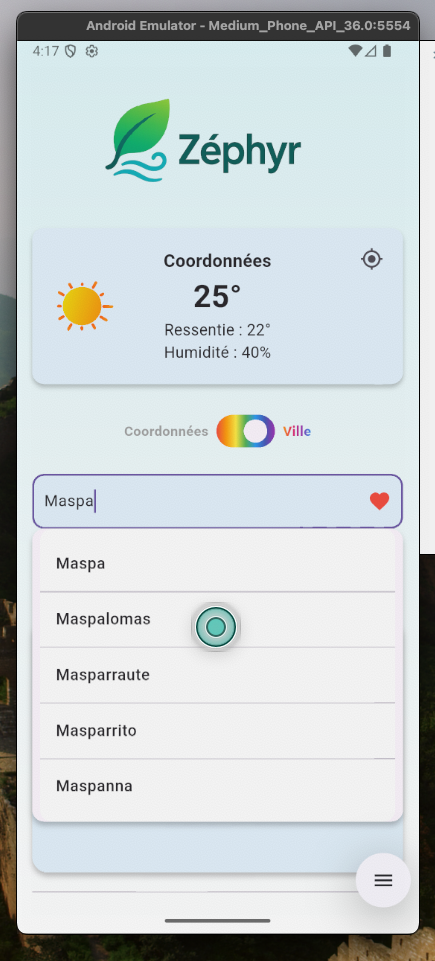 Android Emulator - Medium_Phone_API_36.0:5554
4:17
Zéphyr
Coordonnées
25°
Ressentie : 22°
Humidité : 40%
Coordonnées Ville
Maspa
Maspa
Maspalomas
Masparraute
Masparrito
Maspanna